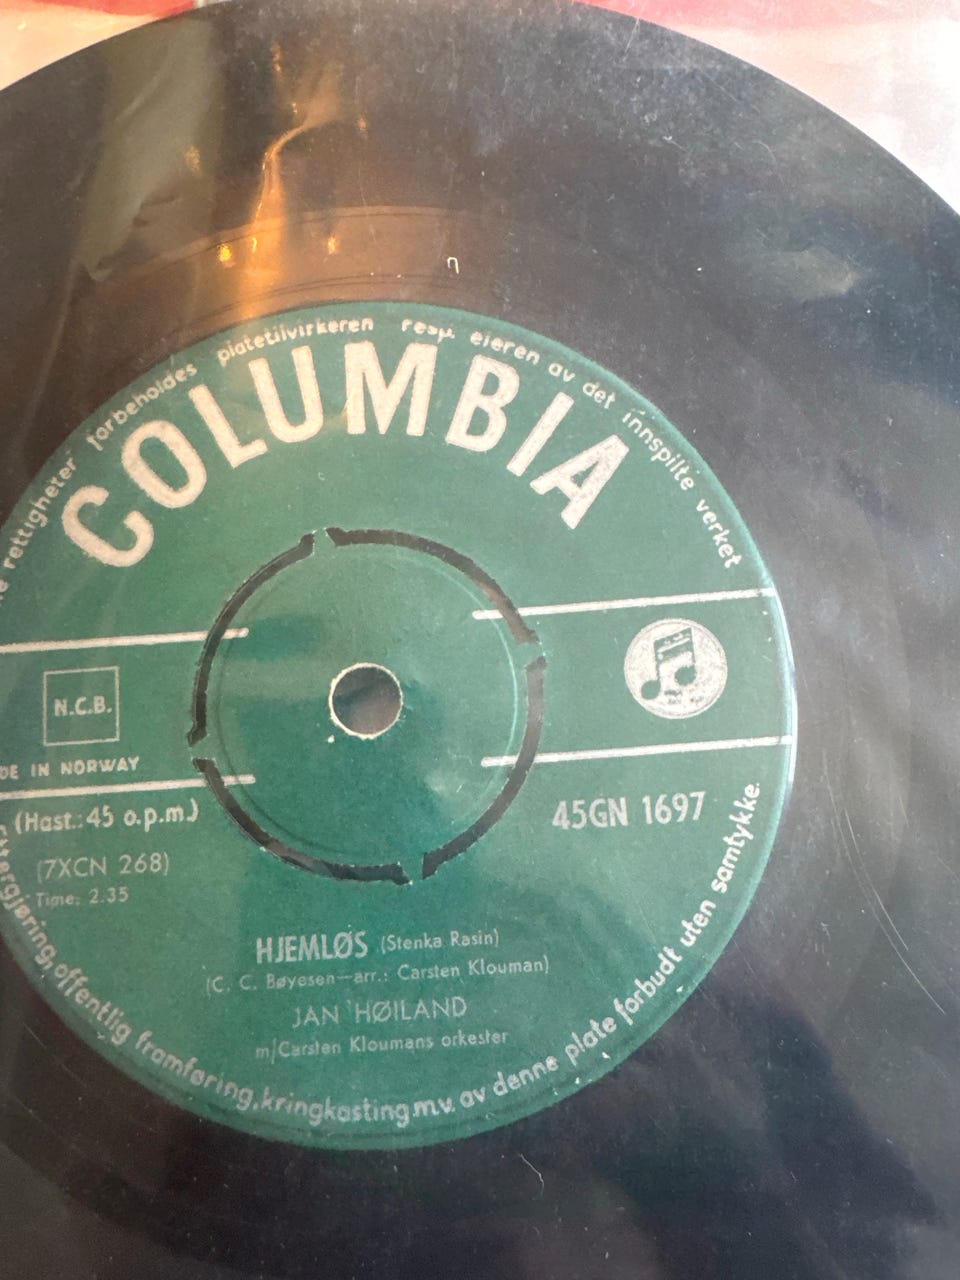 rettigheter forbeholdes platetilvirkeren resp. eieren av det innspilte verket
COLUMBIA
N.C.B.
IN NORWAY
(Hast.: 45 o.p.m.)
45GN 1697
(7XCN 268)
Time: 2.35
HJEMLØS (Stenka Rasin)
(C. C. Bøyesen—arr.: Carsten Klouman)
JAN HØILAND
m/Carsten Kloumans orkester
offentlig framføring, kringkasting m.v. av denne plate forbudt uten samtykke.